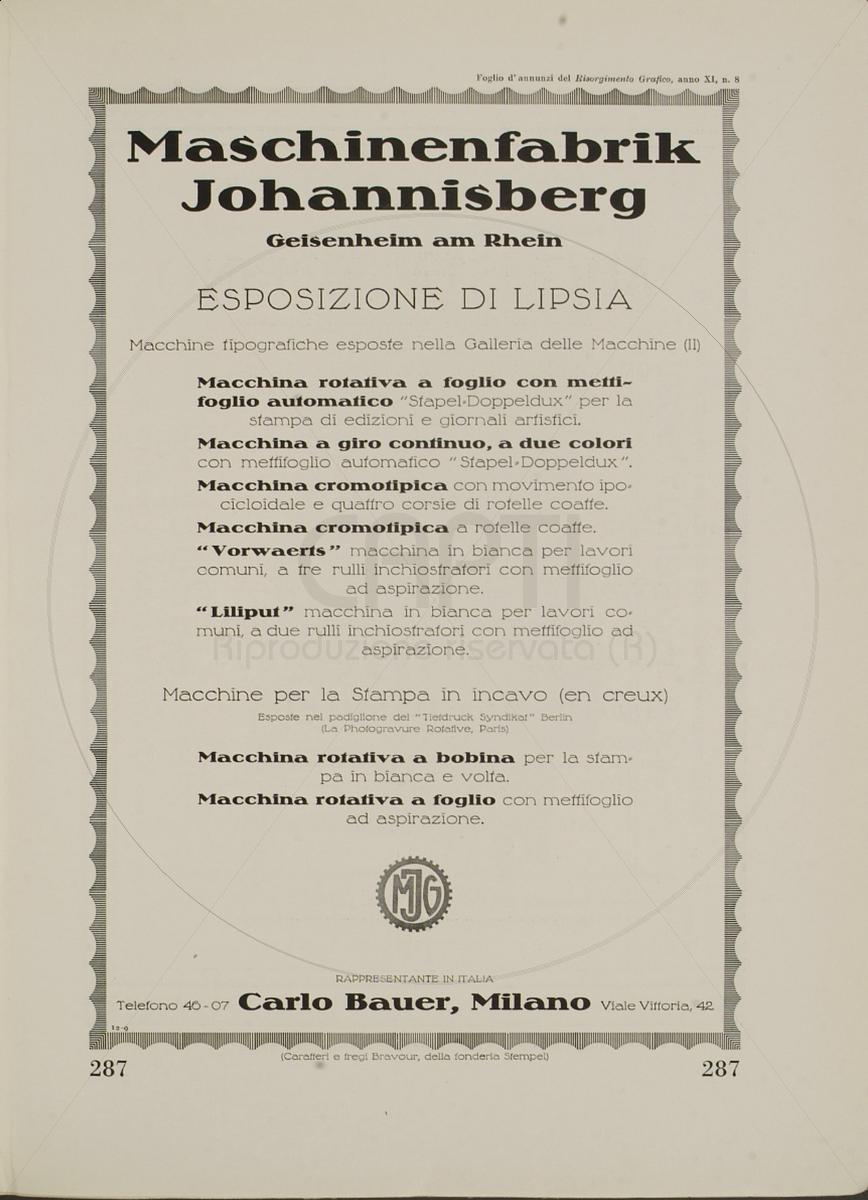 Foglio d'annunzi del Risorgimento Grafico, anno XI, n. 8
Maschinenfabrik
Johannisberg
Geisenheim am Rhein
ESPOSIZIONE DI LIPSIA
Macchine tipografiche esposte nella Galleria delle Macchine (II)
Macchina rotativa a foglio con metti-
foglio automatico "Stapel-Doppeldux" per la
stampa di edizioni e giornali artistici.
Macchina a giro continuo, a due colori
con mettifoglio automatico "Stapel-Doppeldux".
Macchina cromotipica con movimento ipo-
cicloidale e quattro corsie di rotelle coatte.
Macchina cromotipica a rotelle coatte.
"Vorwaerts" macchina in bianca per lavori
comuni, a tre rulli inchiostratori con mettifoglio
ad aspirazione.
"Liliput" macchina in bianca per lavori co-
muni, a due rulli inchiostratori con mettifoglio ad
aspirazione.
Riproduzione riservata (R)
Macchine per la Stampa in incavo (en creux)
Esposte nel padiglione del "Tiefdruck Syndikat" Berlin
(La Photogravure Rotative, Paris)
Macchina rotativa a bobina per la stam-
pa in bianca e volta.
Macchina rotativa a foglio con mettifoglio
ad aspirazione.
MJG
RAPPRESENTANTE IN ITALIA
Telefono 46-07 Carlo Bauer, Milano Viale Vittoria, 42
12-9
(Caratteri e fregi Bravour, della fonderia Stempel)
287 287